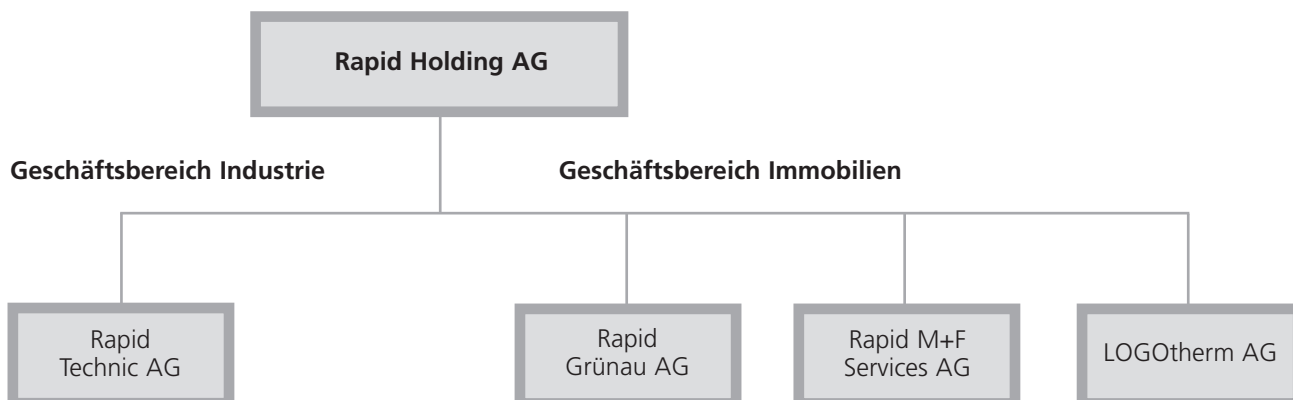 Rapid Holding AG
Geschäftsbereich Industrie
Geschäftsbereich Immobilien
Rapid
Technic AG
Rapid
Grünau AG
Rapid M+F
Services AG
LOGOtherm AG